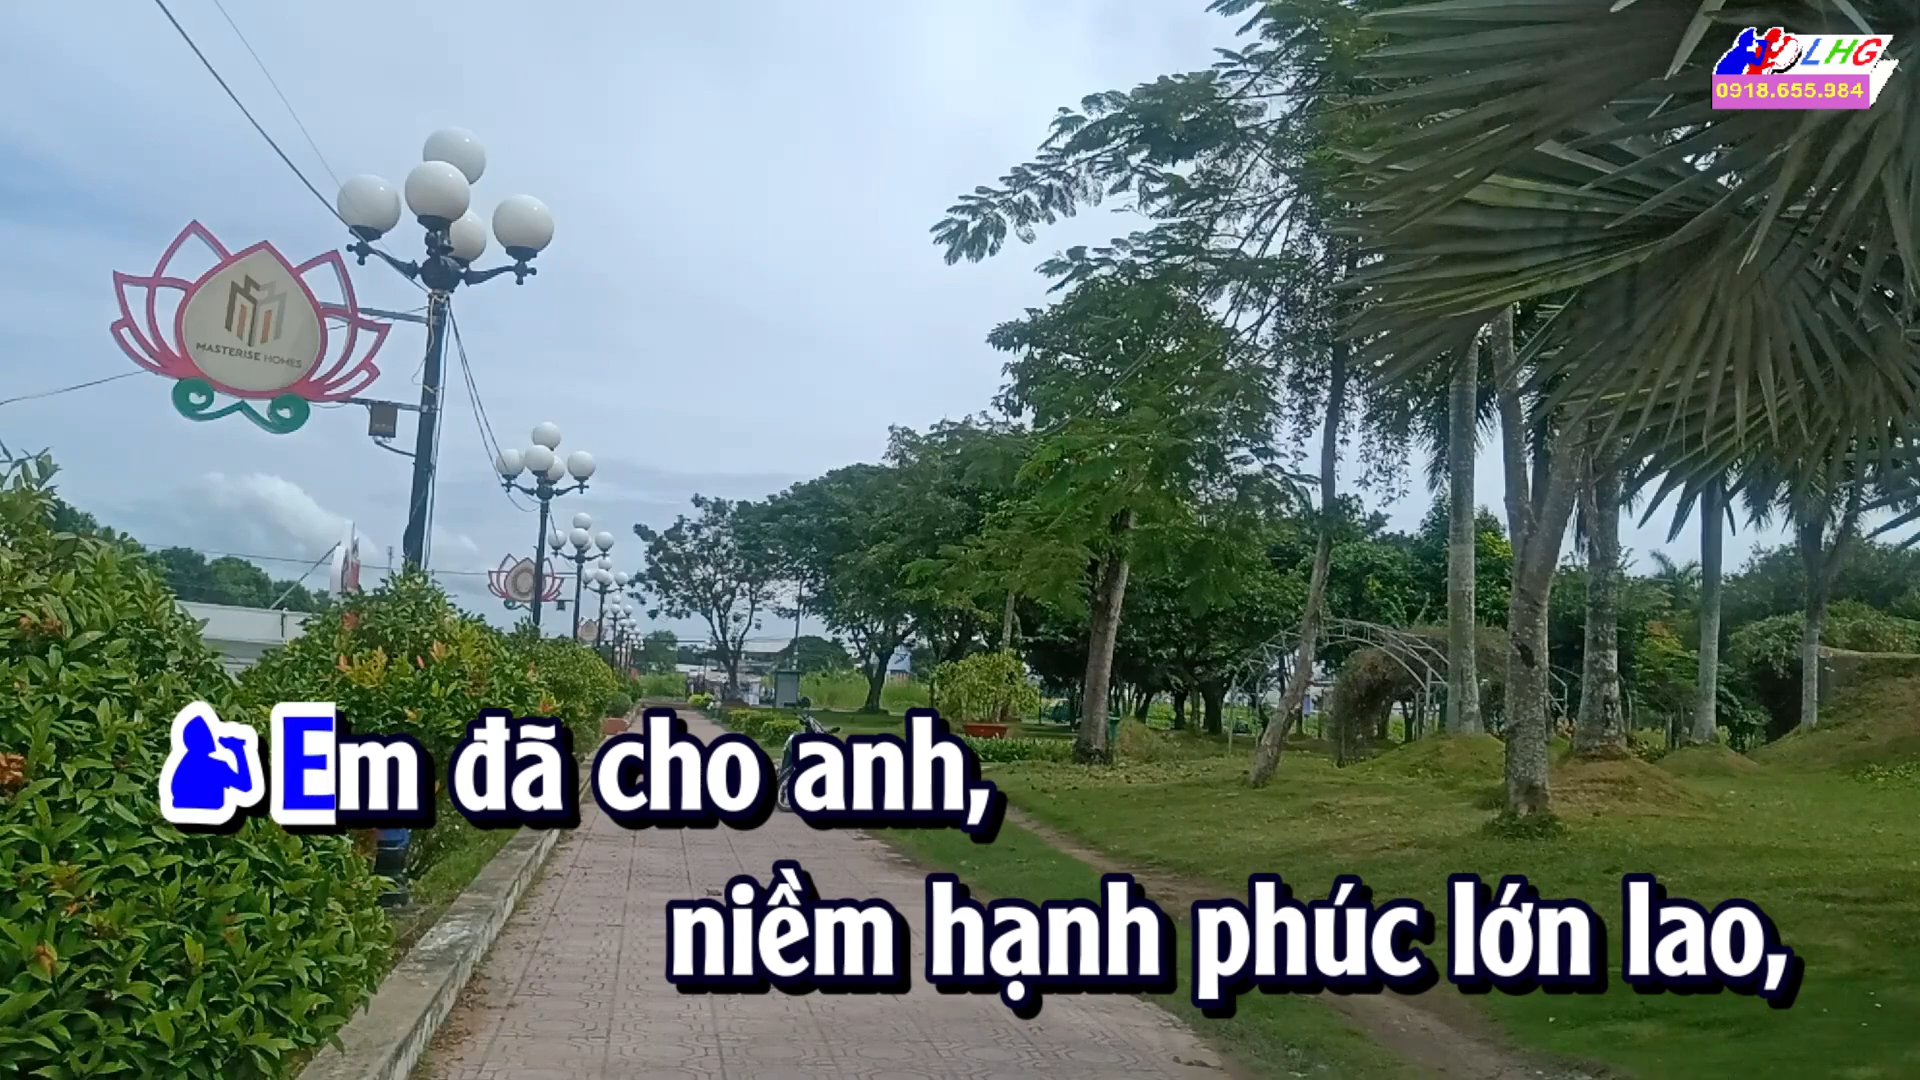 LHG
0918.655.984
MASTERISE HOMES
Em đã cho anh,
niềm hạnh phúc lớn lao,